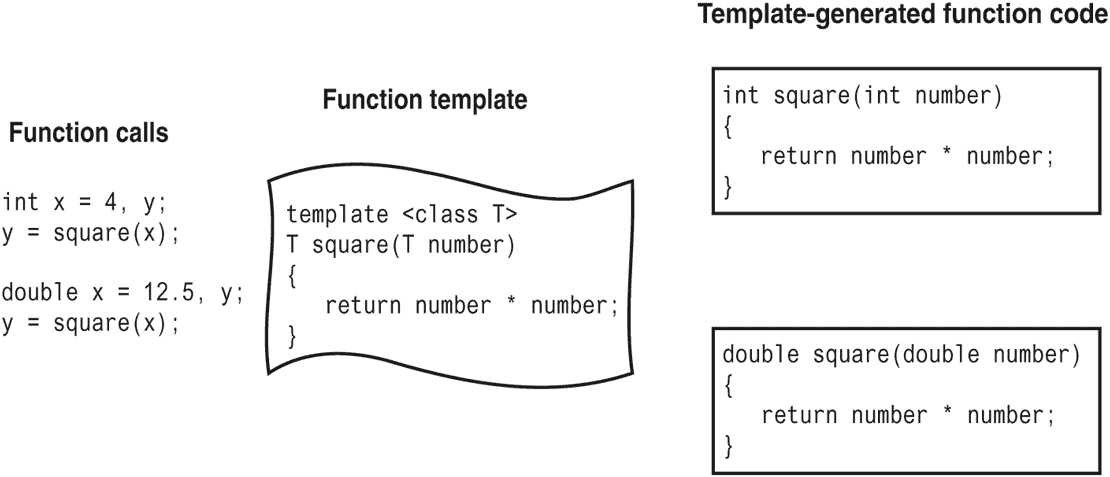 Function calls
int x = 4, y;
y = square(x);
double x = 12.5, y;
y = square(x);
Function template
template <class T>
T square(T number)
{
return number * number;
}
Template-generated function code
int square(int number)
{
return number * number;
}
double square(double number)
{
return number * number;
}